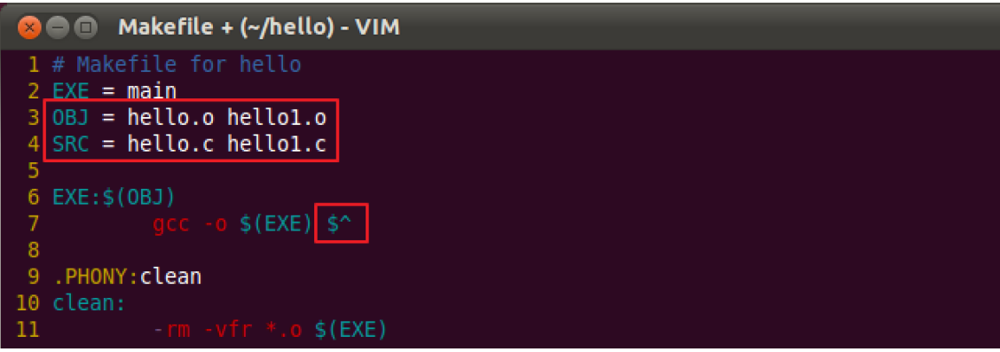 Makefile + (~/hello) - VIM
1 # Makefile for hello
2 EXE = main
3 OBJ = hello.o hello1.o
4 SRC = hello.c hello1.c
5
6 EXE:$(OBJ)
7 gcc -o $(EXE) $^
8
9 .PHONY:clean
10 clean:
11 -rm -vfr *.o $(EXE)